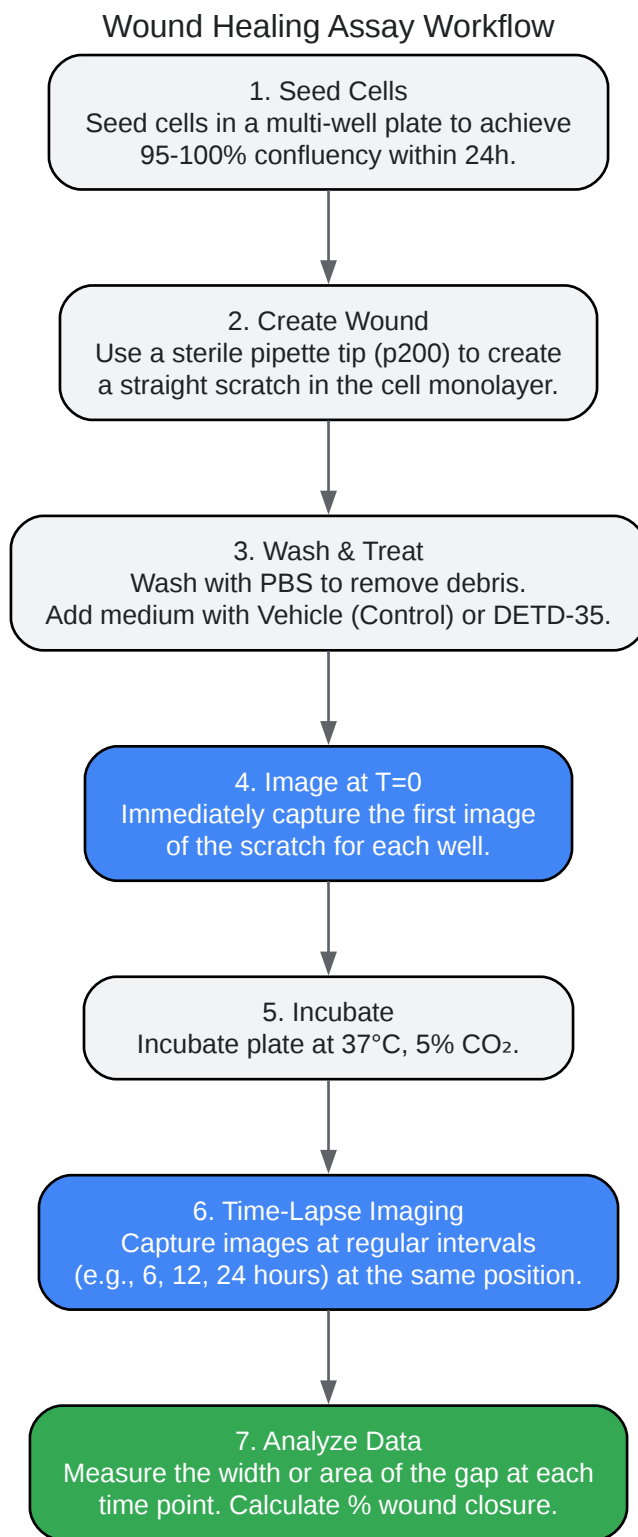 Wound Healing Assay Workflow
1. Seed Cells
Seed cells in a multi-well plate to achieve
95-100% confluency within 24h.
2. Create Wound
Use a sterile pipette tip (p200) to create
a straight scratch in the cell monolayer.
3. Wash & Treat
Wash with PBS to remove debris.
Add medium with Vehicle (Control) or DETD-35.
4. Image at T=0
Immediately capture the first image
of the scratch for each well.
5. Incubate
Incubate plate at 37°C, 5% CO₂.
6. Time-Lapse Imaging
Capture images at regular intervals
(e.g., 6, 12, 24 hours) at the same position.
7. Analyze Data
Measure the width or area of the gap at each
time point. Calculate % wound closure.